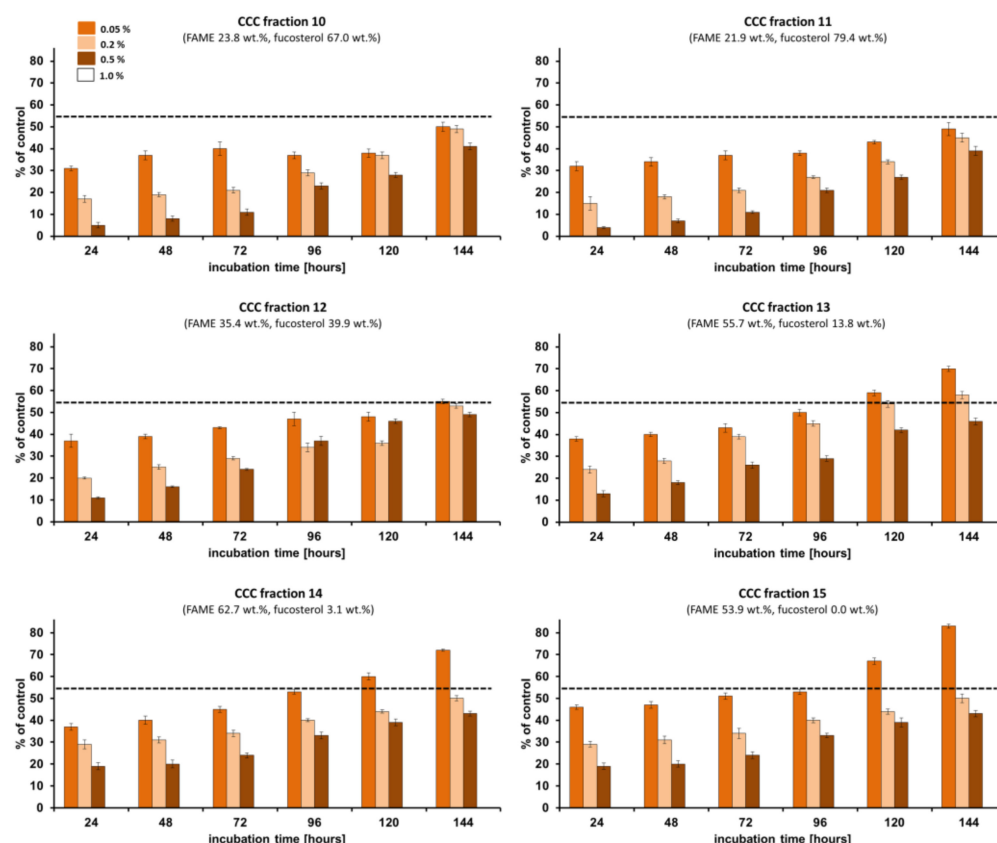 CCC fraction 10
(FAME 23.8 wt.%, fucosterol 67.0 wt.%)
0.05 %
0.2 %
0.5 %
1.0 %
% of control
80
70
60
50
40
30
20
10
0
24 48 72 96 120 144
incubation time [hours]
CCC fraction 11
(FAME 21.9 wt.%, fucosterol 79.4 wt.%)
% of control
80
70
60
50
40
30
20
10
0
24 48 72 96 120 144
incubation time [hours]
CCC fraction 12
(FAME 35.4 wt.%, fucosterol 39.9 wt.%)
% of control
80
70
60
50
40
30
20
10
0
24 48 72 96 120 144
incubation time [hours]
CCC fraction 13
(FAME 55.7 wt.%, fucosterol 13.8 wt.%)
% of control
80
70
60
50
40
30
20
10
0
24 48 72 96 120 144
incubation time [hours]
CCC fraction 14
(FAME 62.7 wt.%, fucosterol 3.1 wt.%)
% of control
80
70
60
50
40
30
20
10
0
24 48 72 96 120 144
incubation time [hours]
CCC fraction 15
(FAME 53.9 wt.%, fucosterol 0.0 wt.%)
% of control
80
70
60
50
40
30
20
10
0
24 48 72 96 120 144
incubation time [hours]